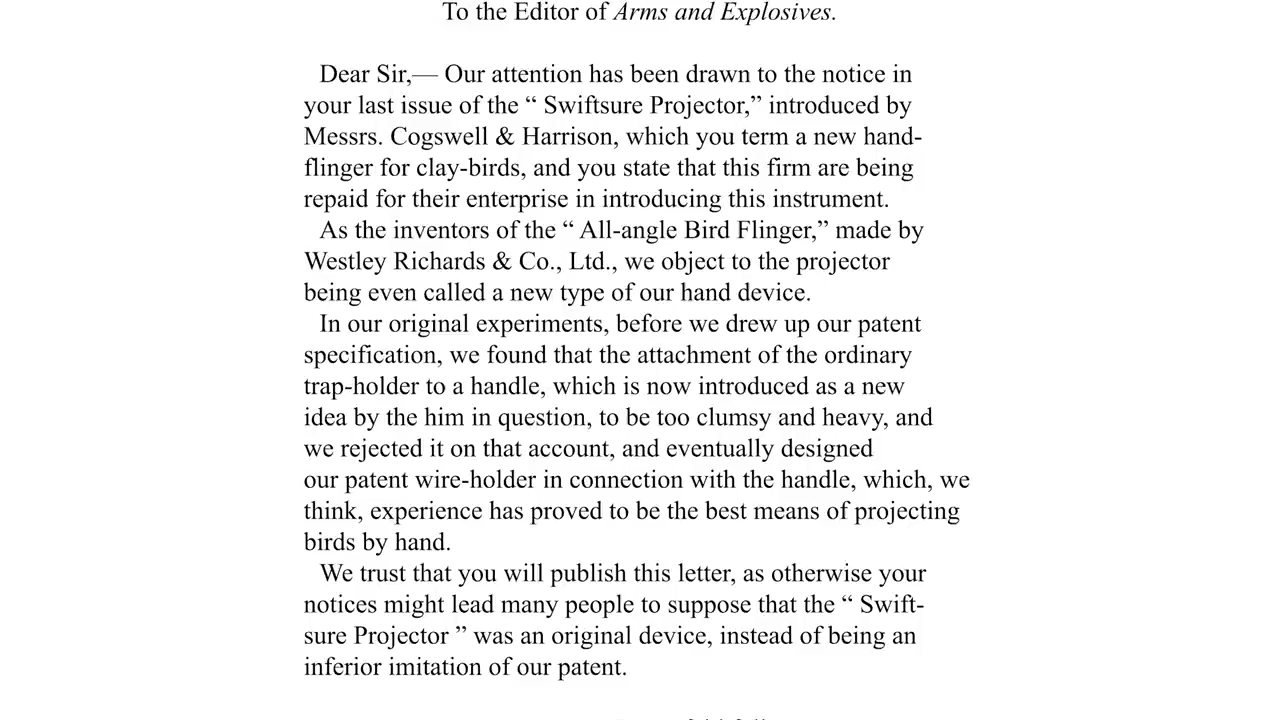 To the Editor of Arms and Explosives.
Dear Sir,— Our attention has been drawn to the notice in
your last issue of the “ Swiftsure Projector,” introduced by
Messrs. Cogswell & Harrison, which you term a new hand-
flinger for clay-birds, and you state that this firm are being
repaid for their enterprise in introducing this instrument.
As the inventors of the “ All-angle Bird Flinger,” made by
Westley Richards & Co., Ltd., we object to the projector
being even called a new type of our hand device.
In our original experiments, before we drew up our patent
specification, we found that the attachment of the ordinary
trap-holder to a handle, which is now introduced as a new
idea by the him in question, to be too clumsy and heavy, and
we rejected it on that account, and eventually designed
our patent wire-holder in connection with the handle, which, we
think, experience has proved to be the best means of projecting
birds by hand.
We trust that you will publish this letter, as otherwise your
notices might lead many people to suppose that the “ Swift-
sure Projector ” was an original device, instead of being an
inferior imitation of our patent.